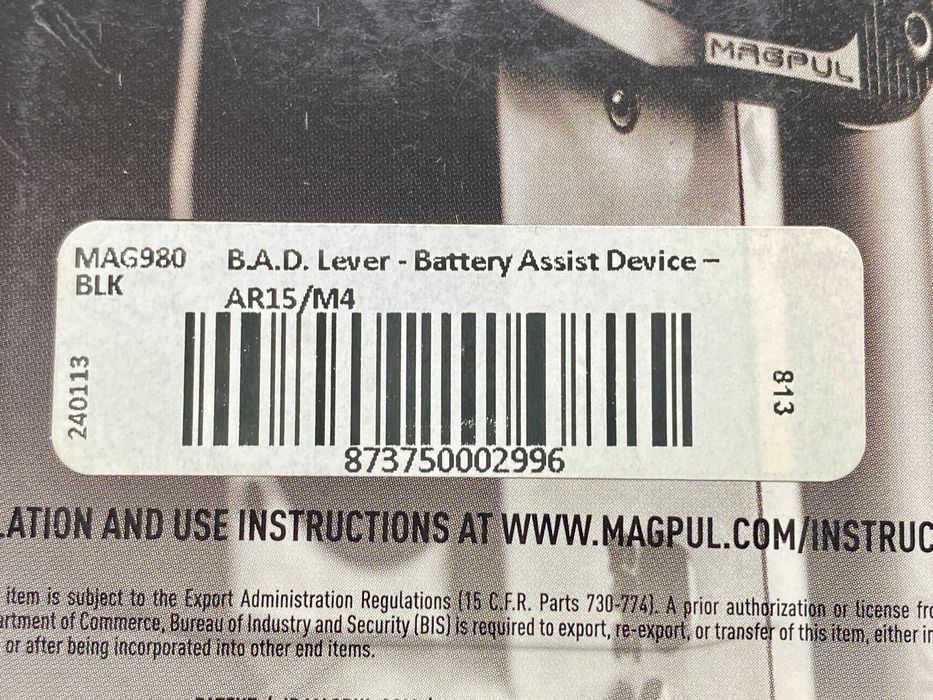 MAGPUL
MAG980 B.A.D. Lever - Battery Assist Device –
BLK AR15/M4
240113
813
873750002996
LATION AND USE INSTRUCTIONS AT WWW.MAGPUL.COM/INSTRUC
item is subject to the Export Administration Regulations (15 C.F.R. Parts 730-774). A prior authorization or license fro
artment of Commerce, Bureau of Industry and Security (BIS) is required to export, re-export, or transfer of this item, either in
or after being incorporated into other end items.